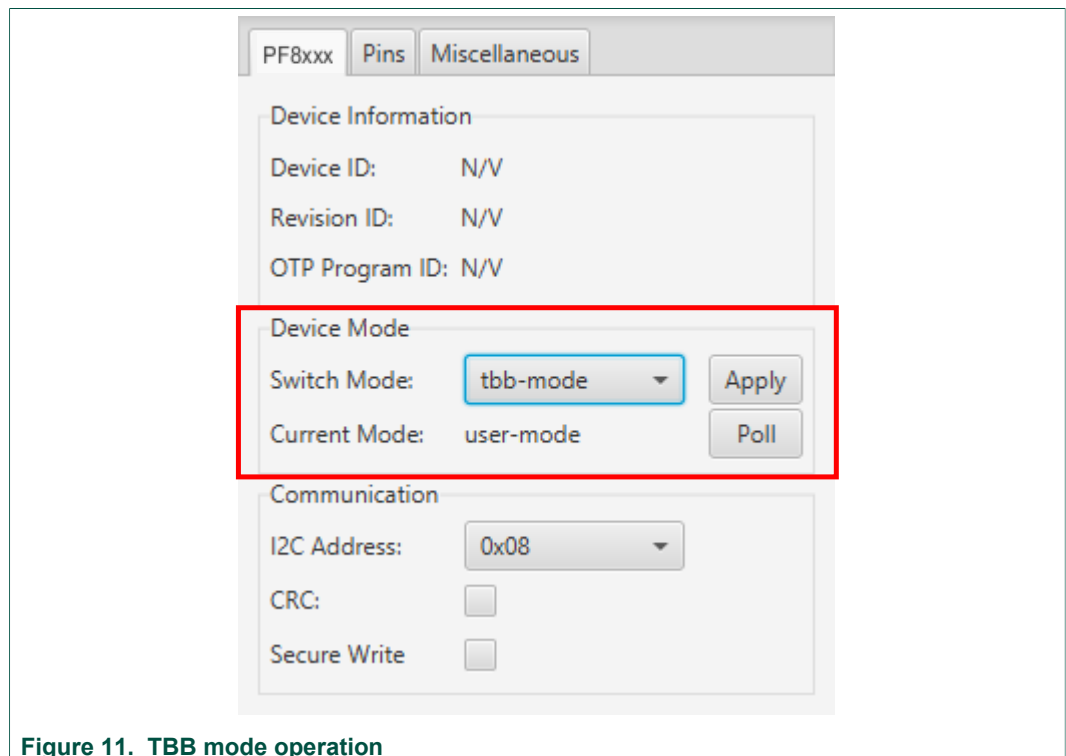 PF8xxx Pins Miscellaneous
Device Information
Device ID: N/V
Revision ID: N/V
OTP Program ID: N/V
Device Mode
Switch Mode: tbb-mode Apply
Current Mode: user-mode Poll
Communication
I2C Address: 0x08
CRC:
Secure Write
Figure 11. TBB mode operation